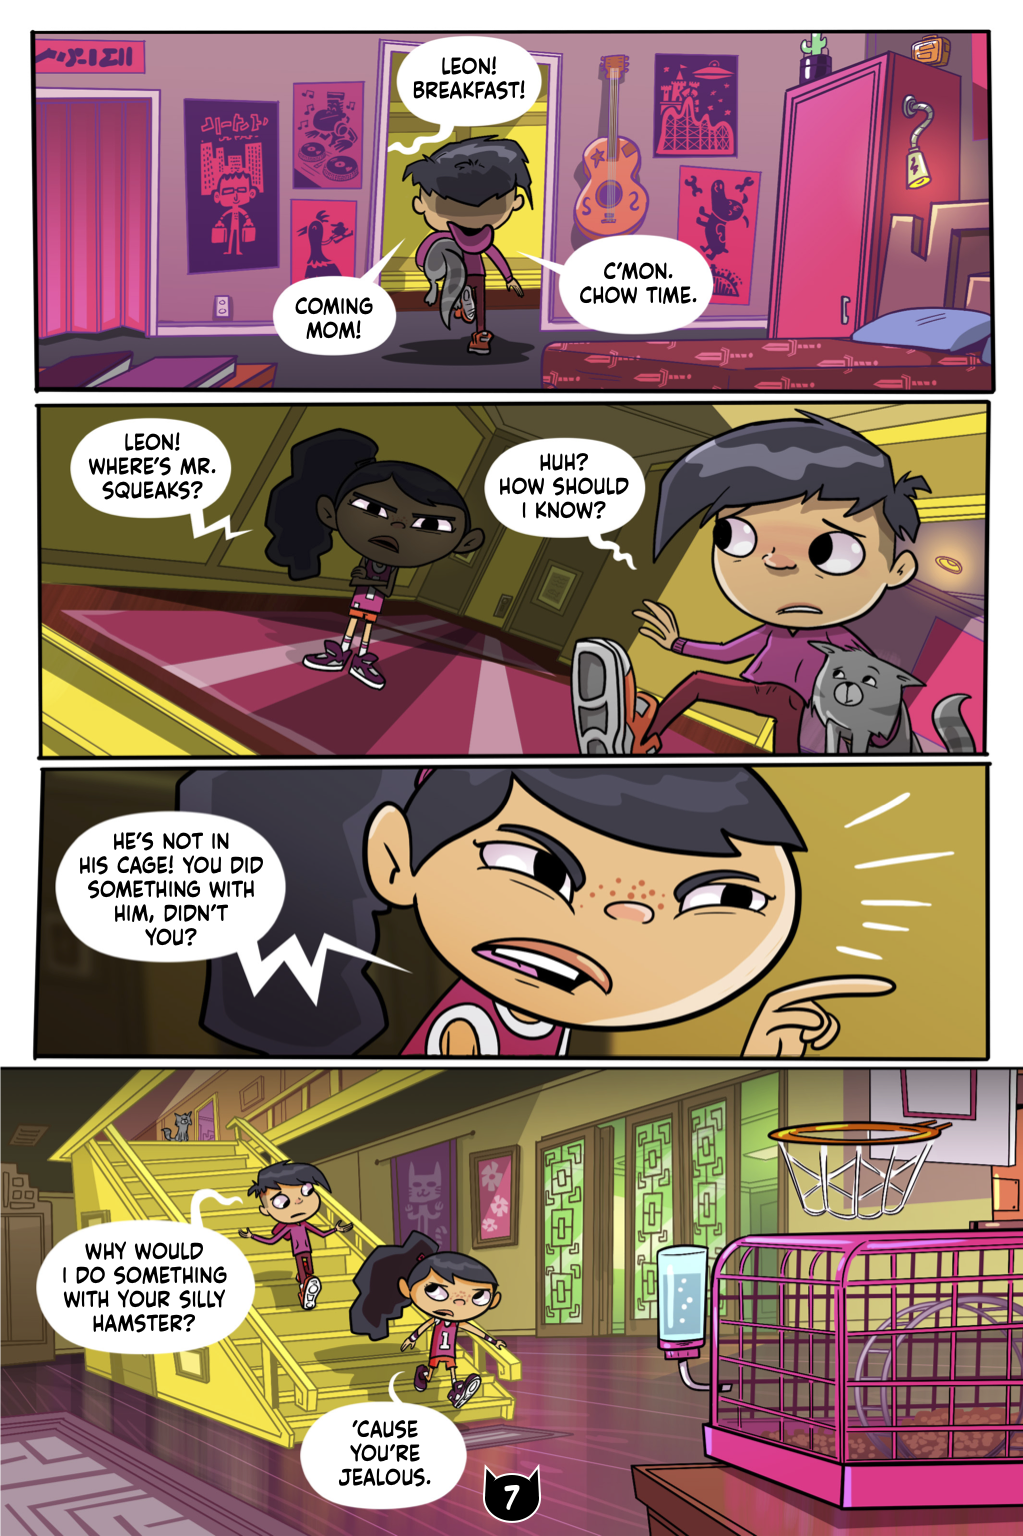 LEON!
BREAKFAST!
COMING
MOM!
C'MON.
CHOW TIME.
LEON!
WHERE'S MR.
SQUEAKS?
HUH?
HOW SHOULD
I KNOW?
HE'S NOT IN
HIS CAGE! YOU DID
SOMETHING WITH
HIM, DIDN'T
YOU?
WHY WOULD
I DO SOMETHING
WITH YOUR SILLY
HAMSTER?
1
'CAUSE
YOU'RE
JEALOUS.
7